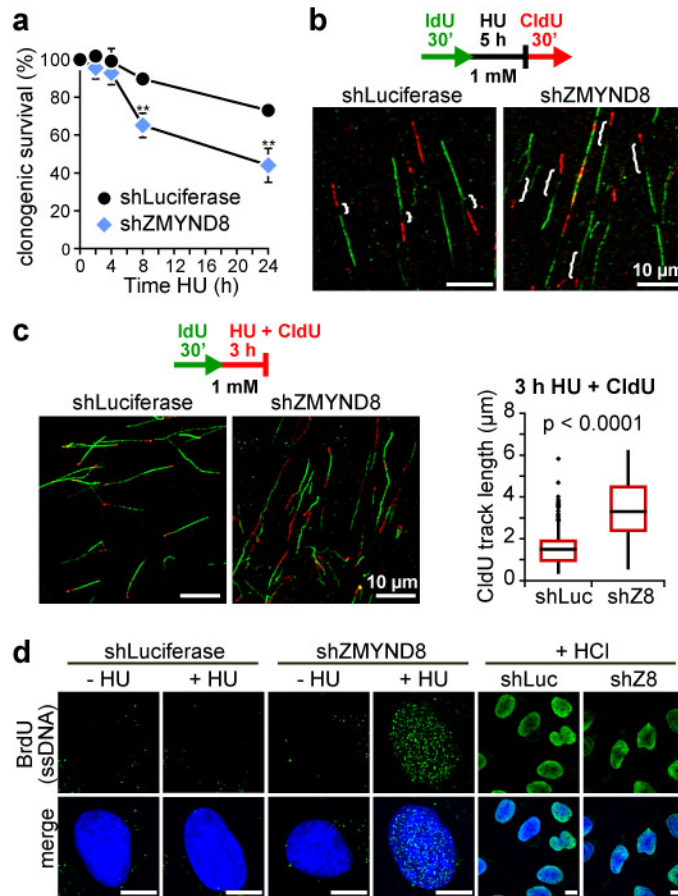 a
clonogenic survival (%)
100
80
60
40
20
0
**
**
shLuciferase
shZMYND8
0 4 8 12 16 20 24
Time HU (h)
b
IdU HU CldU
30' 5 h 30'
1 mM
shLuciferase shZMYND8
10 µm
c
IdU HU + CldU
30' 3 h
1 mM
shLuciferase shZMYND8
10 µm
3 h HU + CldU
p < 0.0001
CldU track length (µm)
8
6
4
2
0
shLuc shZ8
d
shLuciferase shZMYND8 + HCl
- HU + HU - HU + HU shLuc shZ8
BrdU
(ssDNA)
merge